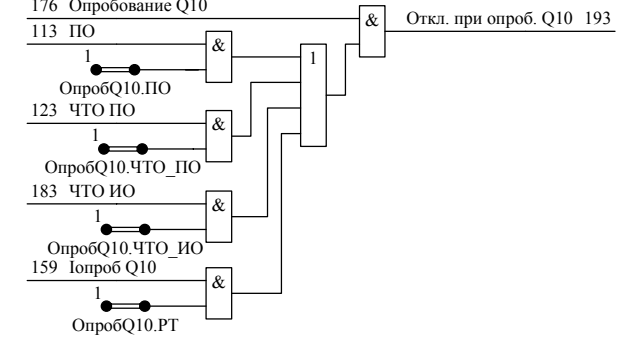 176 Опробование Q10
&
Откл. при опроб. Q10 193
113 ПО
&
1
1
ОпробQ10.ПО
123 ЧТО ПО
&
1
ОпробQ10.ЧТО_ПО
183 ЧТО ИО
&
1
ОпробQ10.ЧТО_ИО
159 Iопроб Q10
&
1
ОпробQ10.РТ